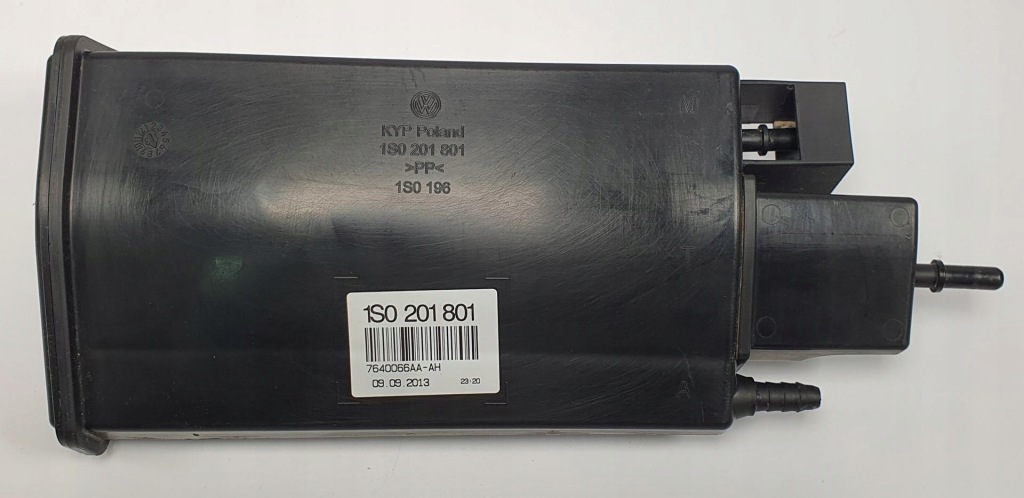 KYP Poland
1S0 201 801
>PP<
1S0 196
M
T
A
1S0 201 801
7640066AA-AH
09.09.2013 23:20